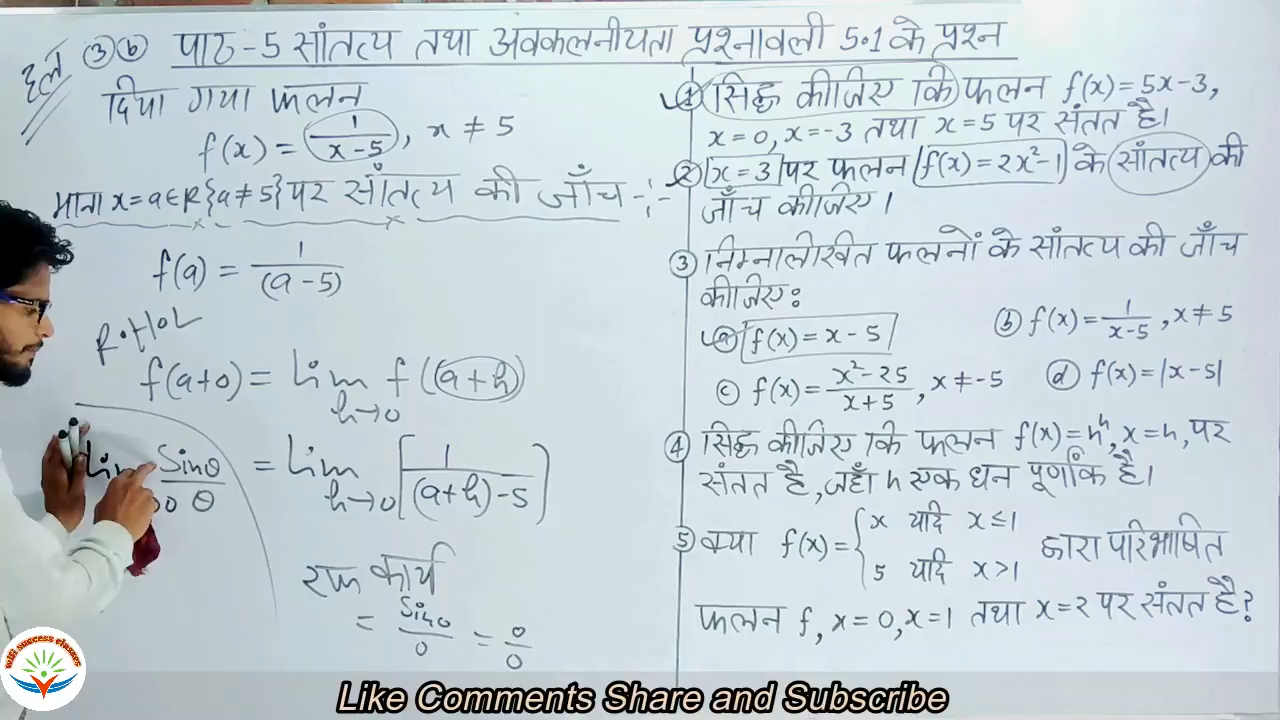 हल ③ⓑ पाठ-5 सांतत्य तथा अवकलनीयता प्रश्नावली 5.1 के प्रश्न
दिया गया फलन
f(x) = 1/(x-5), x ≠ 5
माना x=a∈R{a≠5} पर सांतत्य की जाँच -:-
f(a) = 1/(a-5)
R.H.L
f(a+0) = lim h→0 f((a+h)
= lim h→0 [1/((a+h)-5)]
Sinθ/θ
रफ कार्य
= Sin0/0 = 0/0
① सिद्ध कीजिए कि फलन f(x)=5x-3,
x=0, x=-3 तथा x=5 पर संतत है।
② x=3 पर फलन f(x)=2x²-1 के सांतत्य की
जाँच कीजिए।
③ निम्नलिखित फलनों के सांतत्य की जाँच
कीजिए:
ⓐ f(x)=x-5 ⓑ f(x)=1/(x-5), x≠5
ⓒ f(x)=(x²-25)/(x+5), x≠-5 ⓓ f(x)=|x-5|
④ सिद्ध कीजिए कि फलन f(x)=xⁿ, x=n, पर
संतत है, जहाँ n एक धन पूर्णांक है।
⑤ क्या f(x)={x यदि x≤1
5 यदि x>1 द्वारा परिभाषित
फलन f, x=0, x=1 तथा x=2 पर संतत है?
with success classes
Like Comments Share and Subscribe